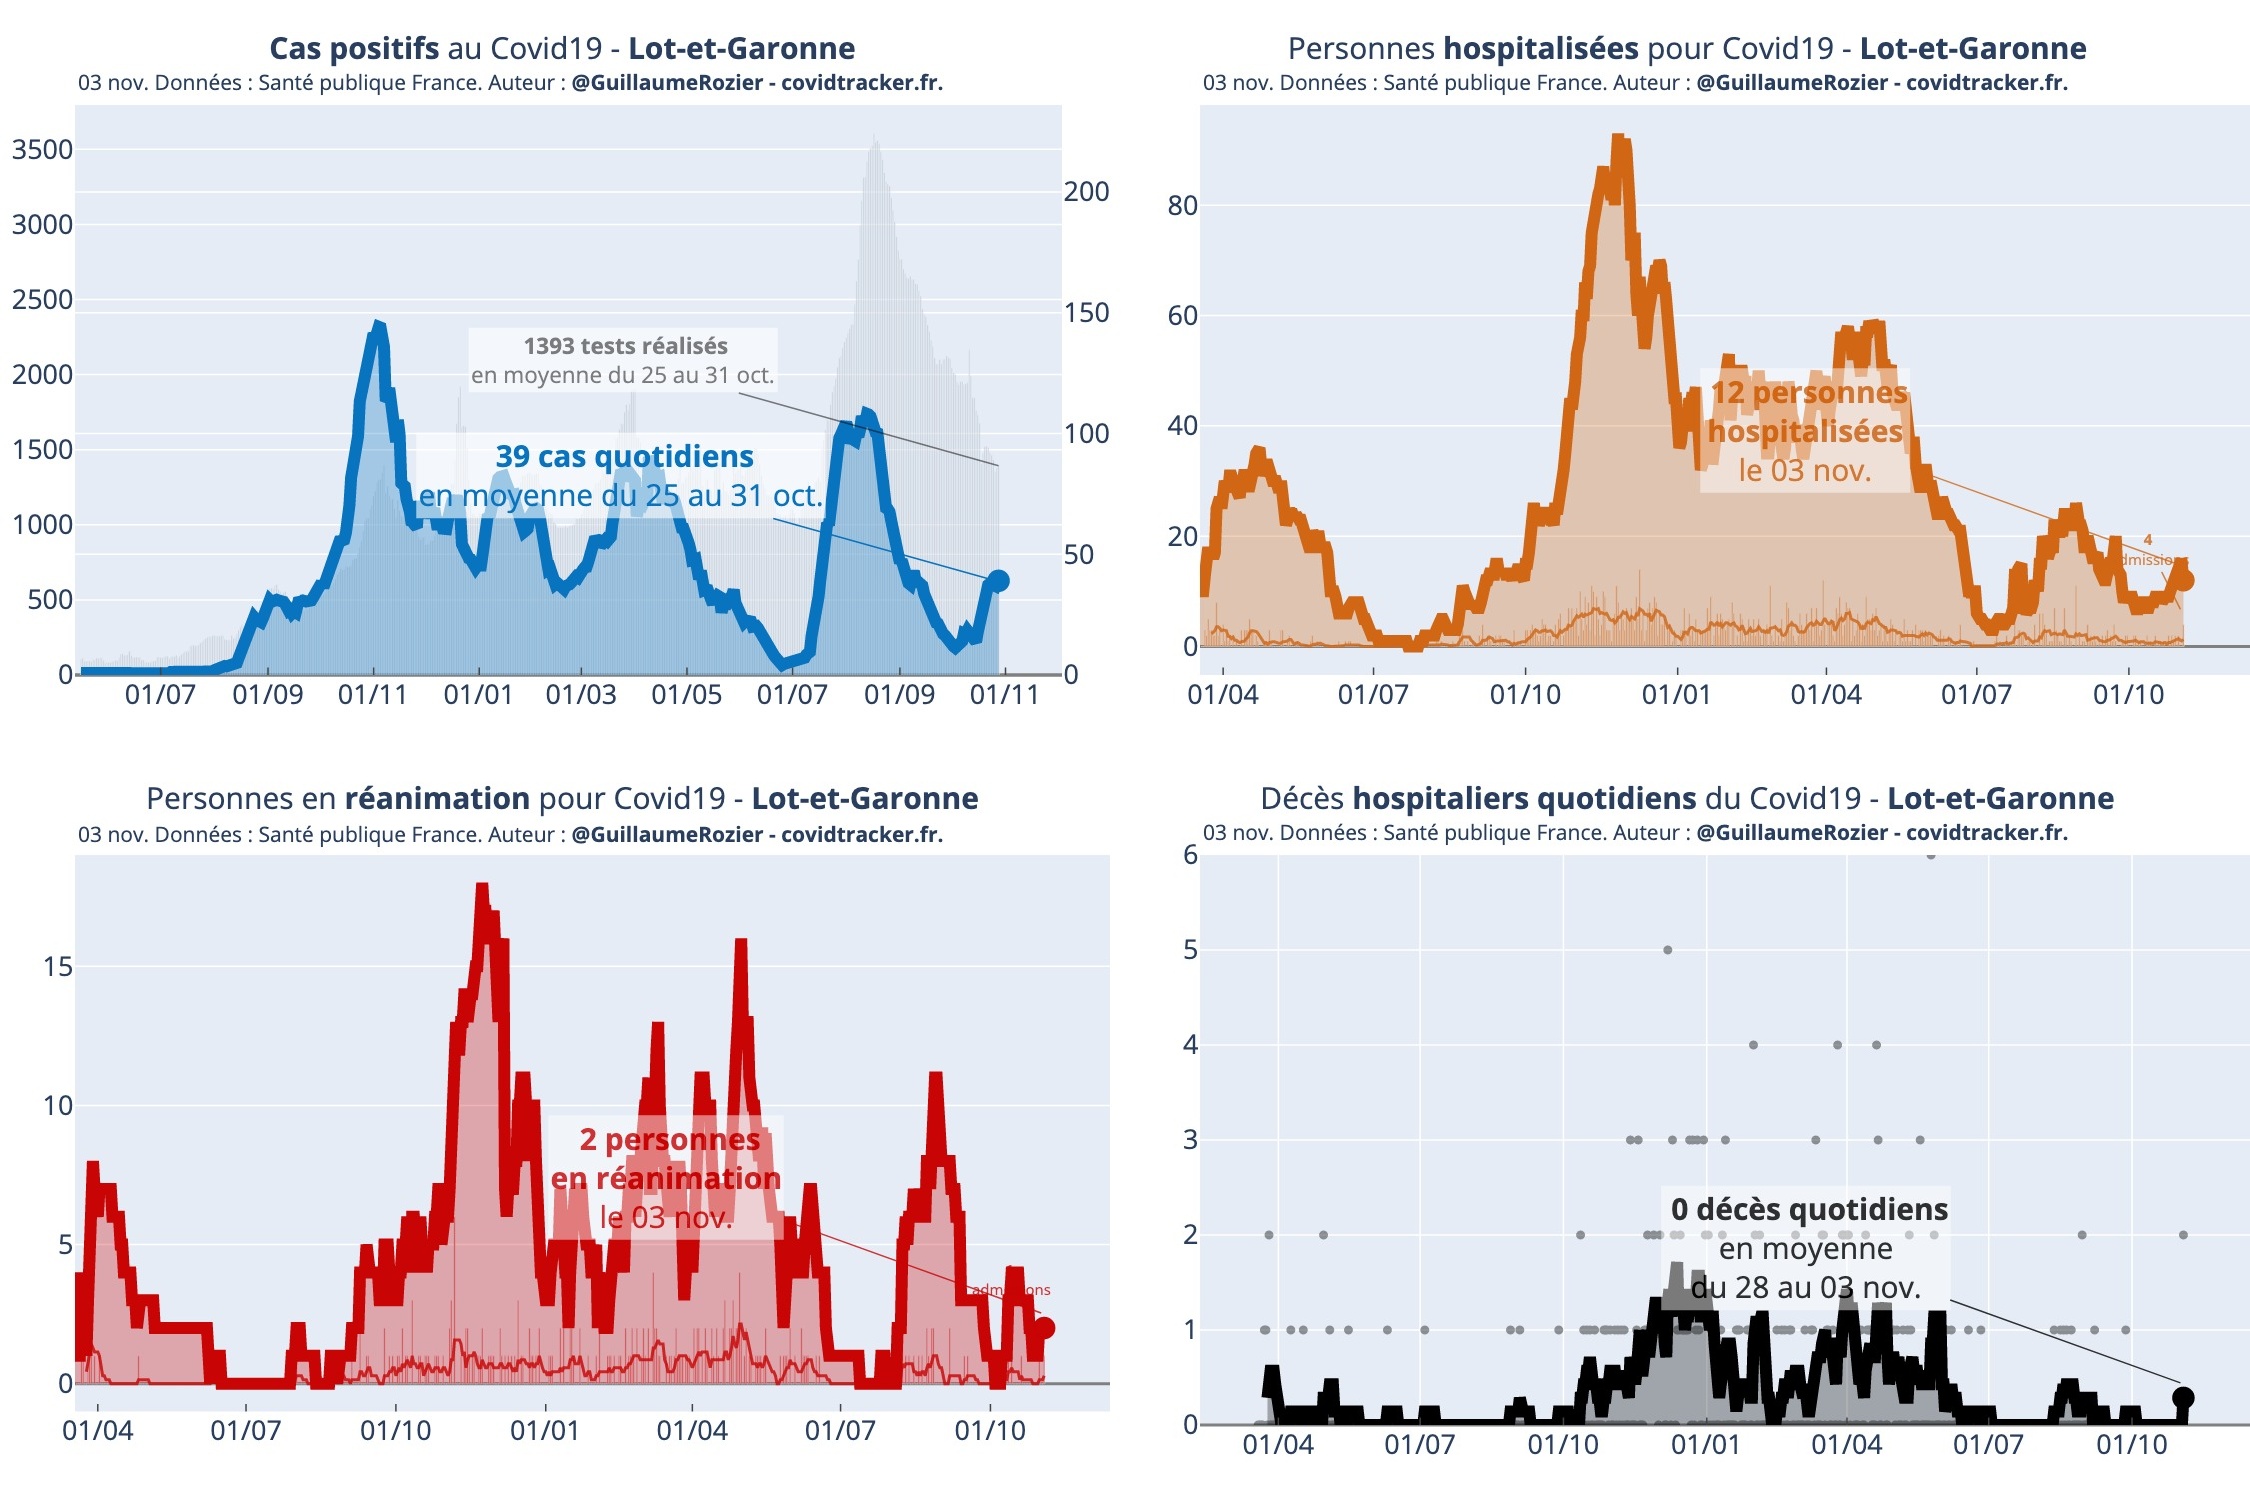 Cas positifs au Covid19 - Lot-et-Garonne
03 nov. Données : Santé publique France. Auteur : @GuillaumeRozier - covidtracker.fr.
3500
3000
2500
2000
1500
1000
500
0
200
150
100
50
0
1393 tests réalisés
en moyenne du 25 au 31 oct.
39 cas quotidiens
en moyenne du 25 au 31 oct.
01/07 01/09 01/11 01/01 01/03 01/05 01/07 01/09 01/11
Personnes hospitalisées pour Covid19 - Lot-et-Garonne
03 nov. Données : Santé publique France. Auteur : @GuillaumeRozier - covidtracker.fr.
80
60
40
20
0
12 personnes
hospitalisées
le 03 nov.
4
admissions
01/04 01/07 01/10 01/01 01/04 01/07 01/10
Personnes en réanimation pour Covid19 - Lot-et-Garonne
03 nov. Données : Santé publique France. Auteur : @GuillaumeRozier - covidtracker.fr.
15
10
5
0
2 personnes
en réanimation
le 03 nov.
admissions
01/04 01/07 01/10 01/01 01/04 01/07 01/10
Décès hospitaliers quotidiens du Covid19 - Lot-et-Garonne
03 nov. Données : Santé publique France. Auteur : @GuillaumeRozier - covidtracker.fr.
6
5
4
3
2
1
0
0 décès quotidiens
en moyenne
du 28 au 03 nov.
01/04 01/07 01/10 01/01 01/04 01/07 01/10